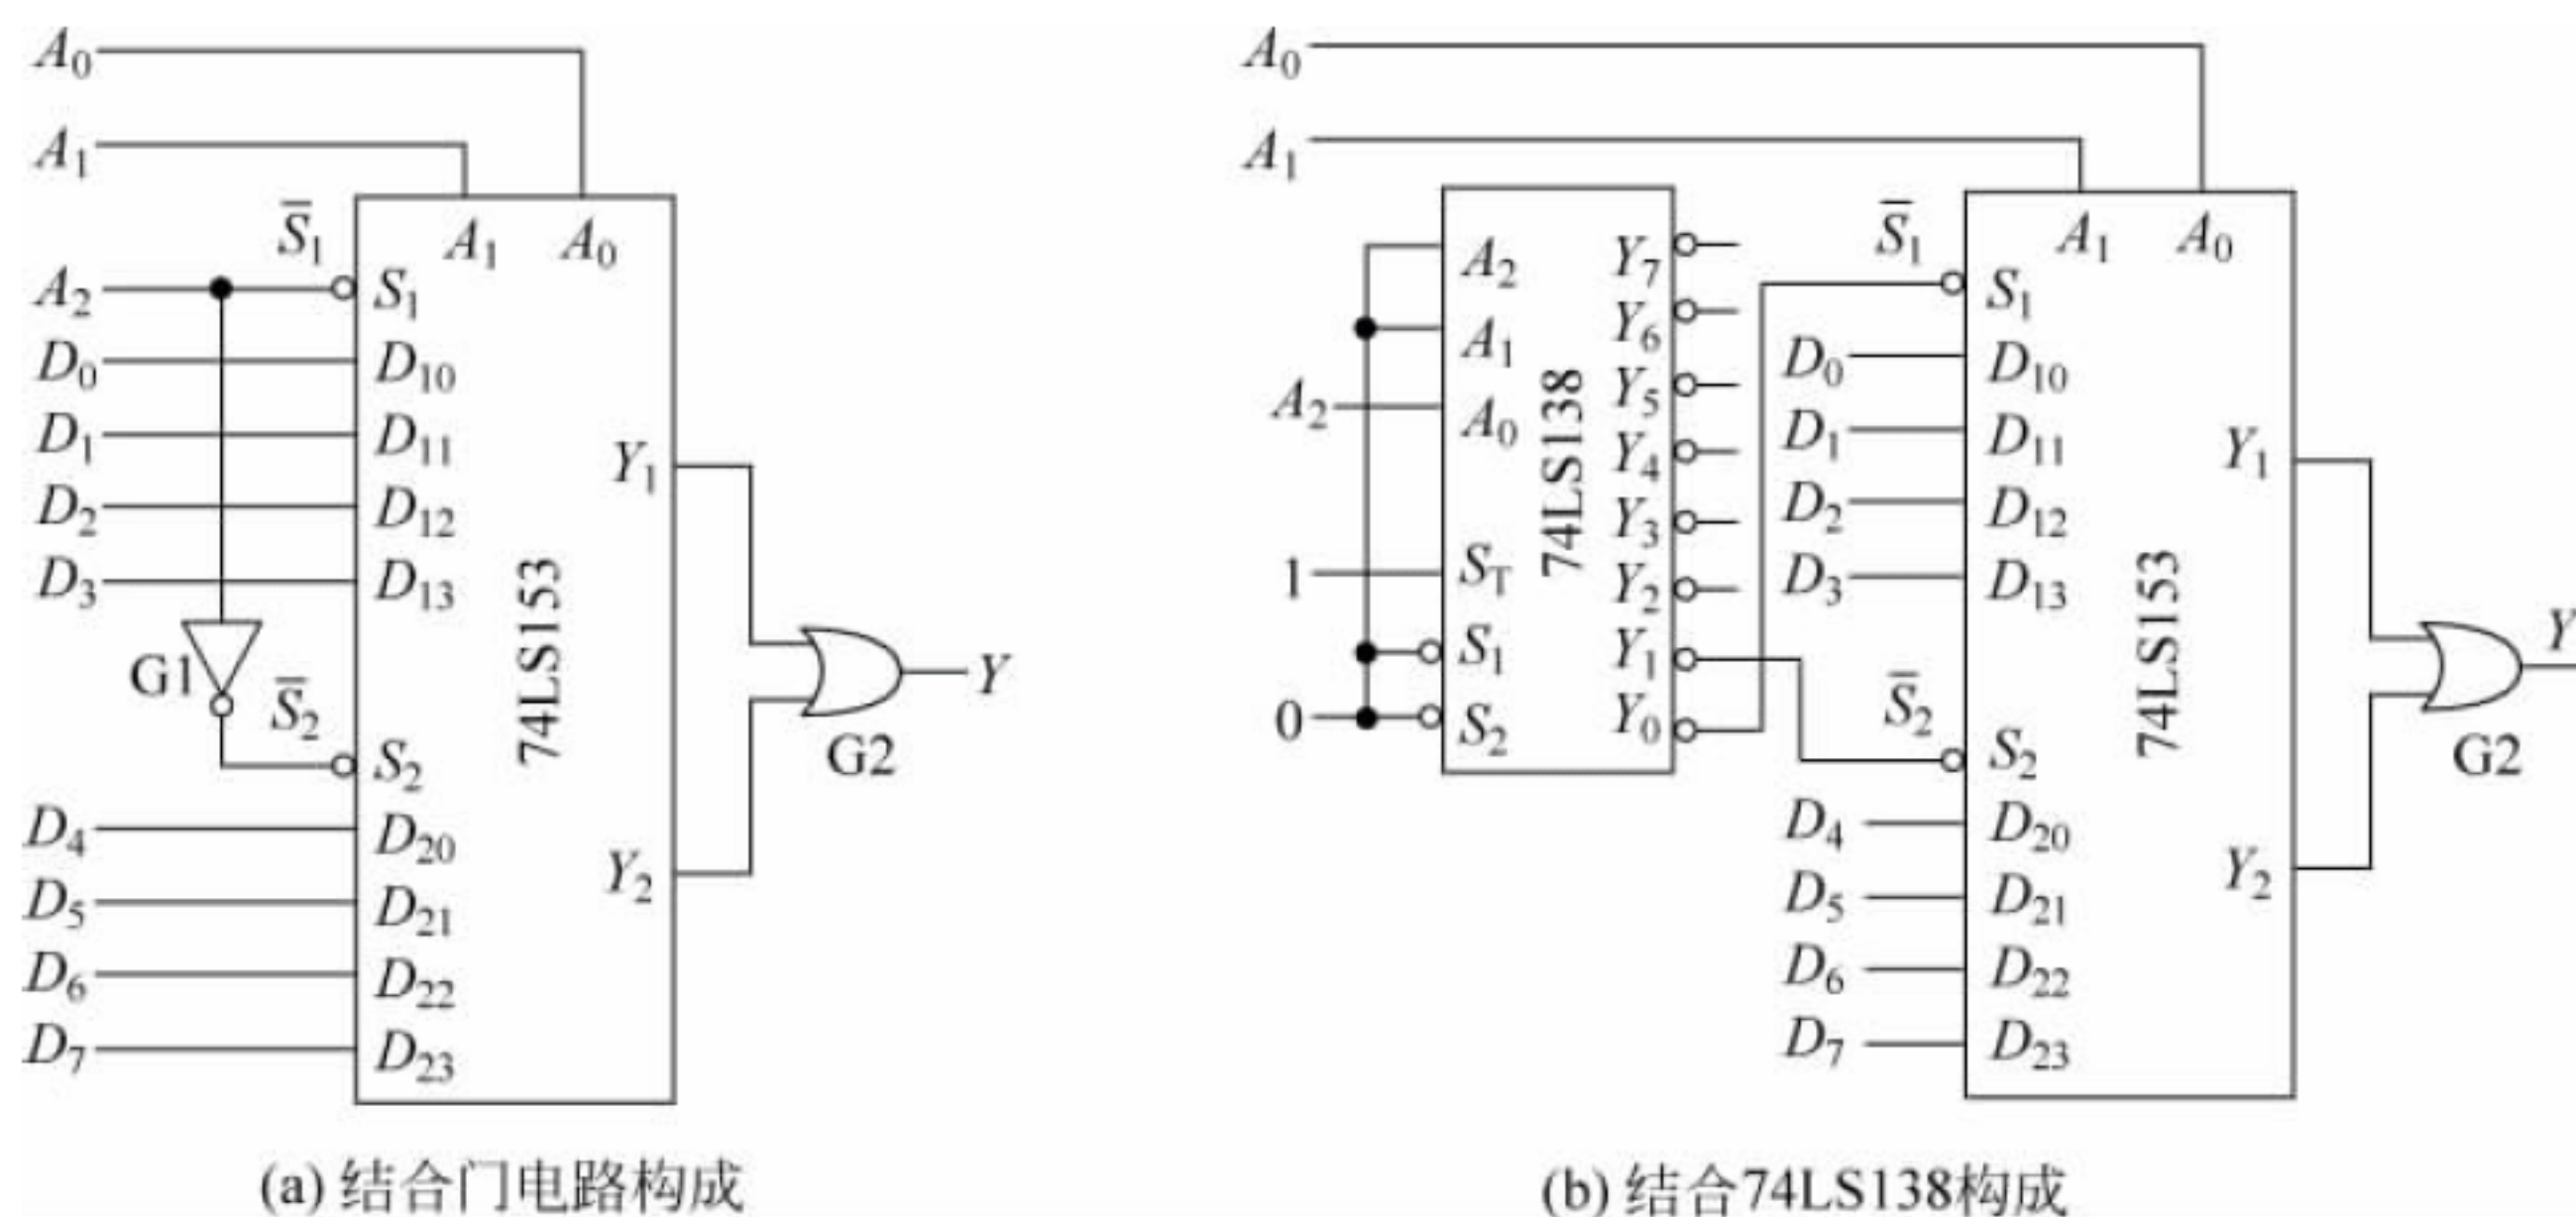 A₀
A₁
S̅₁
A₁ A₀
A₂ S₁
D₀ D₁₀
D₁ D₁₁
Y₁
D₂ D₁₂
D₃ D₁₃
74LS153
G1
S̅₂
Y
S₂
G2
D₄ D₂₀
Y₂
D₅ D₂₁
D₆ D₂₂
D₇ D₂₃
(a) 结合门电路构成
A₀
A₁
A₂ Y₇
A₁ Y₆
A₂ A₀ Y₅
Y₄
74LS138
Y₃
1 S_T Y₂
S₁ Y₁
0 S₂ Y₀
S̅₁
A₁ A₀
S₁
D₀ D₁₀
D₁ D₁₁
Y₁
D₂ D₁₂
D₃ D₁₃
74LS153
Y
S̅₂
S₂
G2
D₄ D₂₀
Y₂
D₅ D₂₁
D₆ D₂₂
D₇ D₂₃
(b) 结合74LS138构成